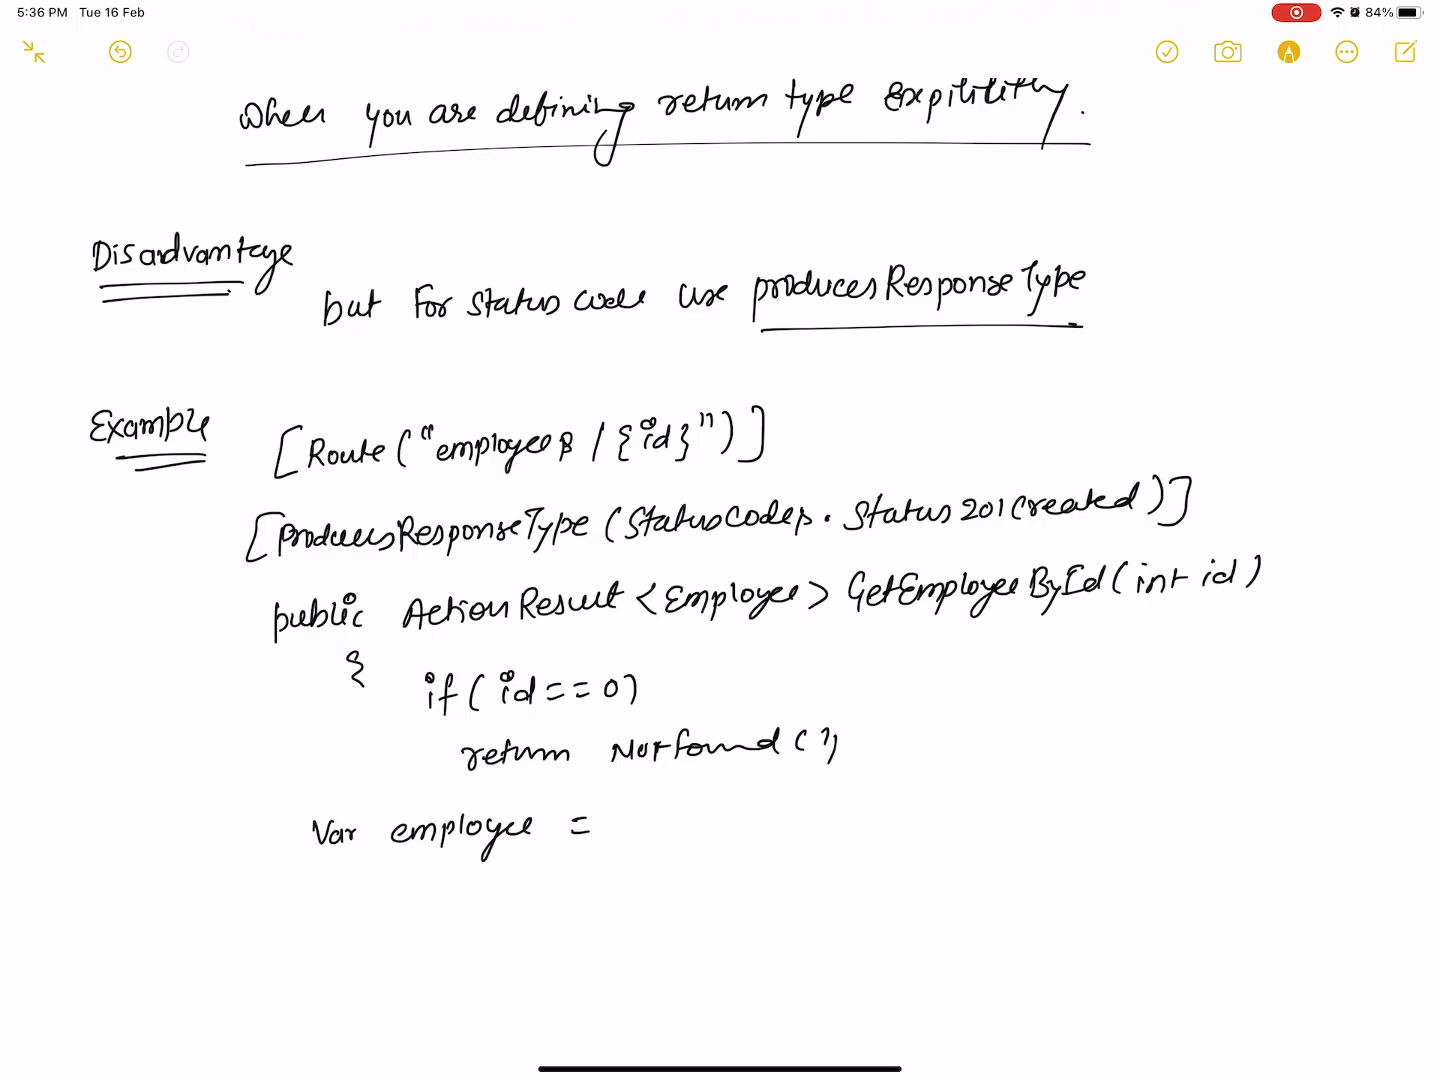 5:36 PM Tue 16 Feb 84%
when you are defining return type
Disadvantage
but For Status code use producesResponseType
Example [Route("employees/{id}")]
[ProducesResponseType(StatusCodes.Status201Created)]
public ActionResult<Employee> GetEmployeeById(int id)
{
if(id==0)
return Notfound();
Var employee =